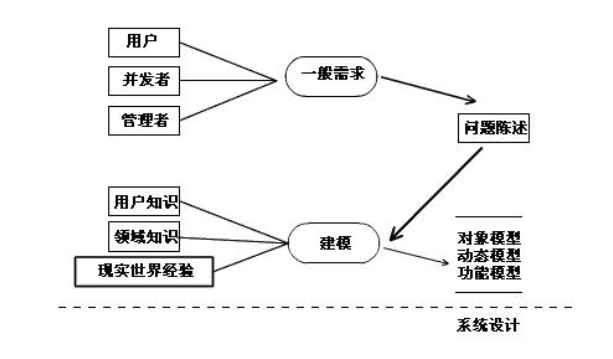 用户
并发者
管理者
一般需求
问题陈述
用户知识
领域知识
现实世界经验
建模
对象模型
动态模型
功能模型
系统设计